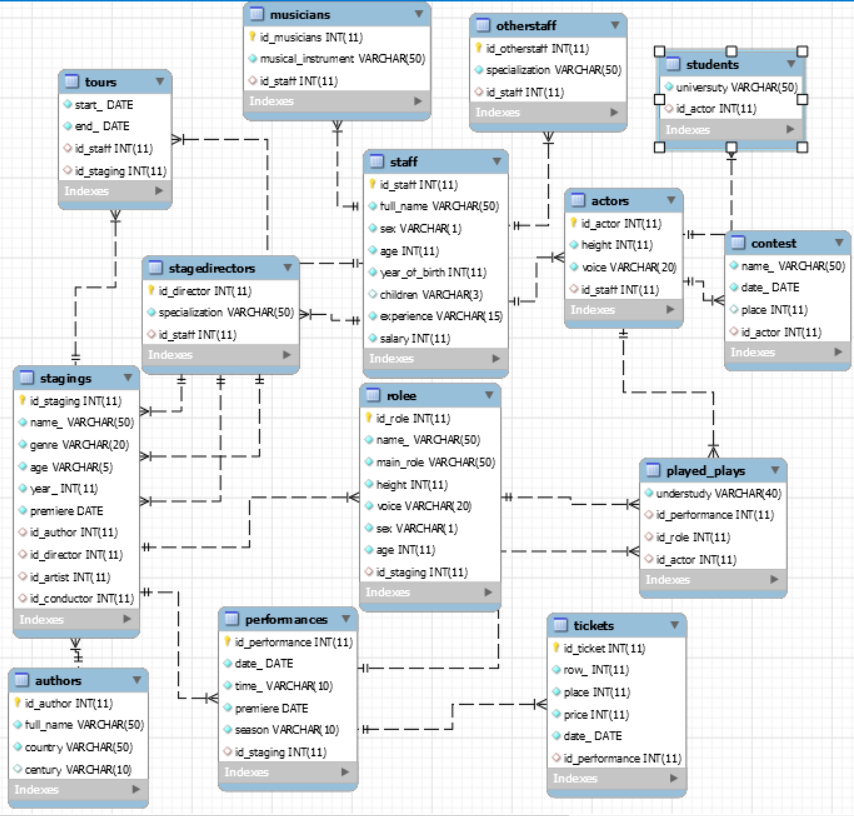 musicians
id_musicians INT(11)
musical_instrument VARCHAR(50)
id_staff INT(11)
Indexes
otherstaff
id_otherstaff INT(11)
specialization VARCHAR(50)
id_staff INT(11)
Indexes
students
universuty VARCHAR(50)
id_actor INT(11)
Indexes
tours
start_ DATE
end_ DATE
id_staff INT(11)
id_staging INT(11)
Indexes
staff
id_staff INT(11)
full_name VARCHAR(50)
sex VARCHAR(1)
age INT(11)
year_of_birth INT(11)
children VARCHAR(3)
experience VARCHAR(15)
salary INT(11)
Indexes
actors
id_actor INT(11)
height INT(11)
voice VARCHAR(20)
id_staff INT(11)
Indexes
contest
name_ VARCHAR(50)
date_ DATE
place INT(11)
id_actor INT(11)
Indexes
stagedirectors
id_director INT(11)
specialization VARCHAR(50)
id_staff INT(11)
Indexes
stagings
id_staging INT(11)
name_ VARCHAR(50)
genre VARCHAR(20)
age VARCHAR(5)
year_ INT(11)
premiere DATE
id_author INT(11)
id_director INT(11)
id_artist INT(11)
id_conductor INT(11)
Indexes
rolee
id_role INT(11)
name_ VARCHAR(50)
main_role VARCHAR(50)
height INT(11)
voice VARCHAR(20)
sex VARCHAR(1)
age INT(11)
id_staging INT(11)
Indexes
played_plays
understudy VARCHAR(40)
id_performance INT(11)
id_role INT(11)
id_actor INT(11)
Indexes
performances
id_performance INT(11)
date_ DATE
time_ VARCHAR(10)
premiere DATE
season VARCHAR(10)
id_staging INT(11)
Indexes
tickets
id_ticket INT(11)
row_ INT(11)
place INT(11)
price INT(11)
date_ DATE
id_performance INT(11)
Indexes
authors
id_author INT(11)
full_name VARCHAR(50)
country VARCHAR(50)
century VARCHAR(10)
Indexes